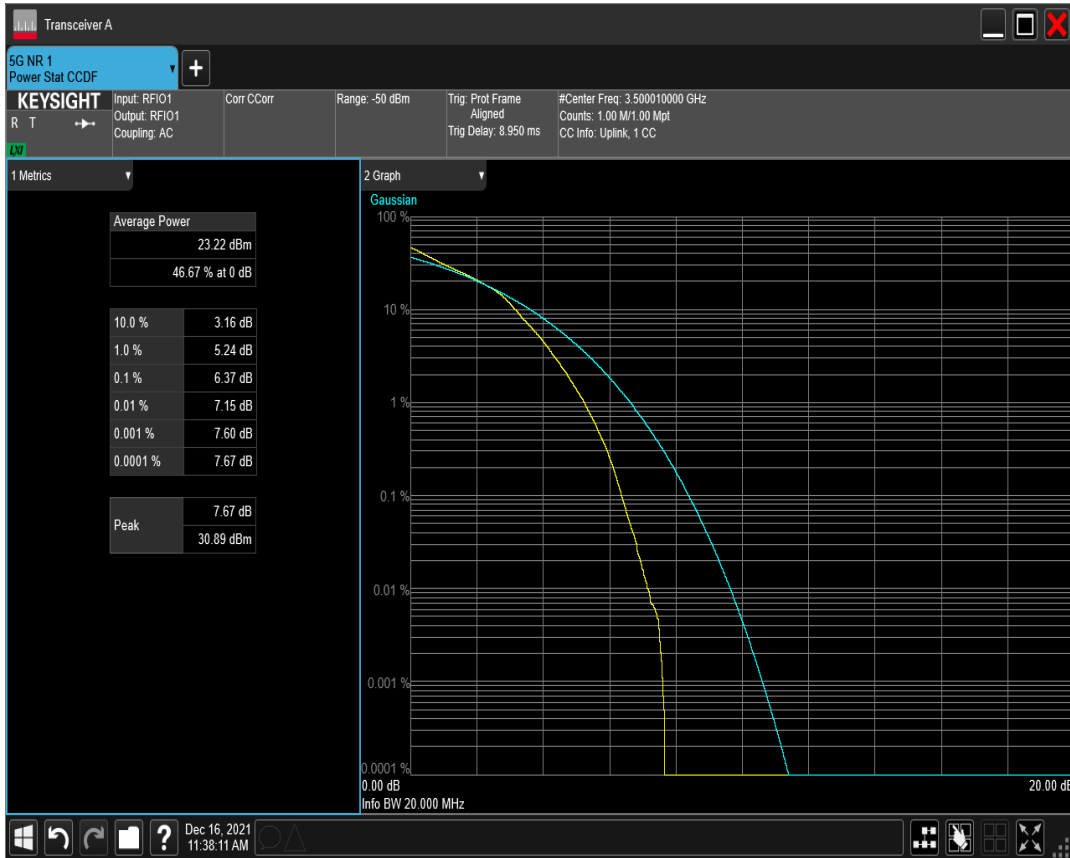 Transceiver A
5G NR 1
Power Stat CCDF
+
KEYSIGHT
R T
LXI
Input: RFIO1
Output: RFIO1
Coupling: AC
Corr CCorr
Range: -50 dBm
Trig: Prot Frame
Aligned
Trig Delay: 8.950 ms
#Center Freq: 3.500010000 GHz
Counts: 1.00 M/1.00 Mpt
CC Info: Uplink, 1 CC
1 Metrics
Average Power
23.22 dBm
46.67 % at 0 dB
10.0 % 3.16 dB
1.0 % 5.24 dB
0.1 % 6.37 dB
0.01 % 7.15 dB
0.001 % 7.60 dB
0.0001 % 7.67 dB
Peak
7.67 dB
30.89 dBm
2 Graph
Gaussian
100 %
10 %
1 %
0.1 %
0.01 %
0.001 %
0.0001 %
0.00 dB 20.00 dB
Info BW 20.000 MHz
?
Dec 16, 2021
11:38:11 AM